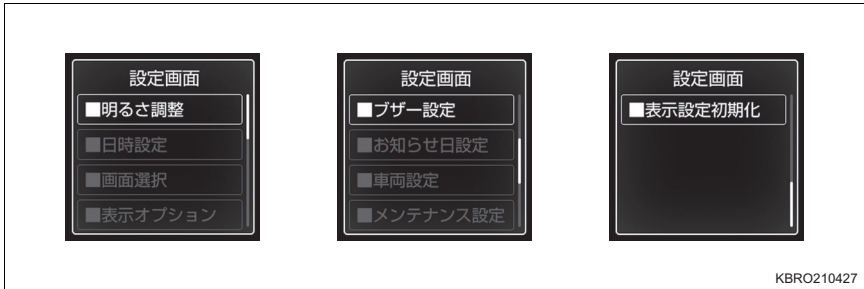 設定画面
■明るさ調整
■日時設定
■画面選択
■表示オプション
設定画面
■ブザー設定
■お知らせ日設定
■車両設定
■メンテナンス設定
設定画面
■表示設定初期化
KBRO210427